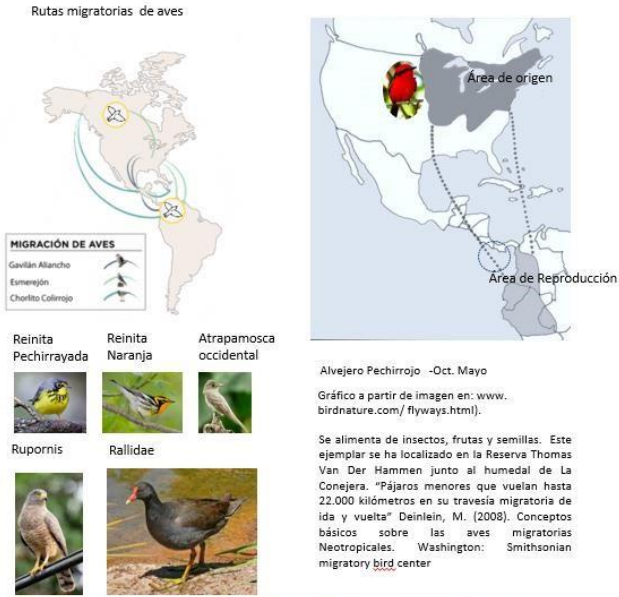 Rutas migratorias de aves
MIGRACIÓN DE AVES
Gavilán Aliancho
Esmerejón
Chorlito Colirrojo
Reinita
Pechirrayada
Reinita
Naranja
Atrapamosca
occidental
Rupornis
Rallidae
Área de origen
Área de Reproducción
Alvejero Pechirrojo -Oct. Mayo
Gráfico a partir de imagen en: www.
birdnature.com/ flyways.html).
Se alimenta de insectos, frutas y semillas. Este
ejemplar se ha localizado en la Reserva Thomas
Van Der Hammen junto al humedal de La
Conejera. “Pájaros menores que vuelan hasta
22.000 kilómetros en su travesía migratoria de
ida y vuelta” Deinlein, M. (2008). Conceptos
básicos sobre las aves migratorias
Neotropicales. Washington: Smithsonian
migratory bird center